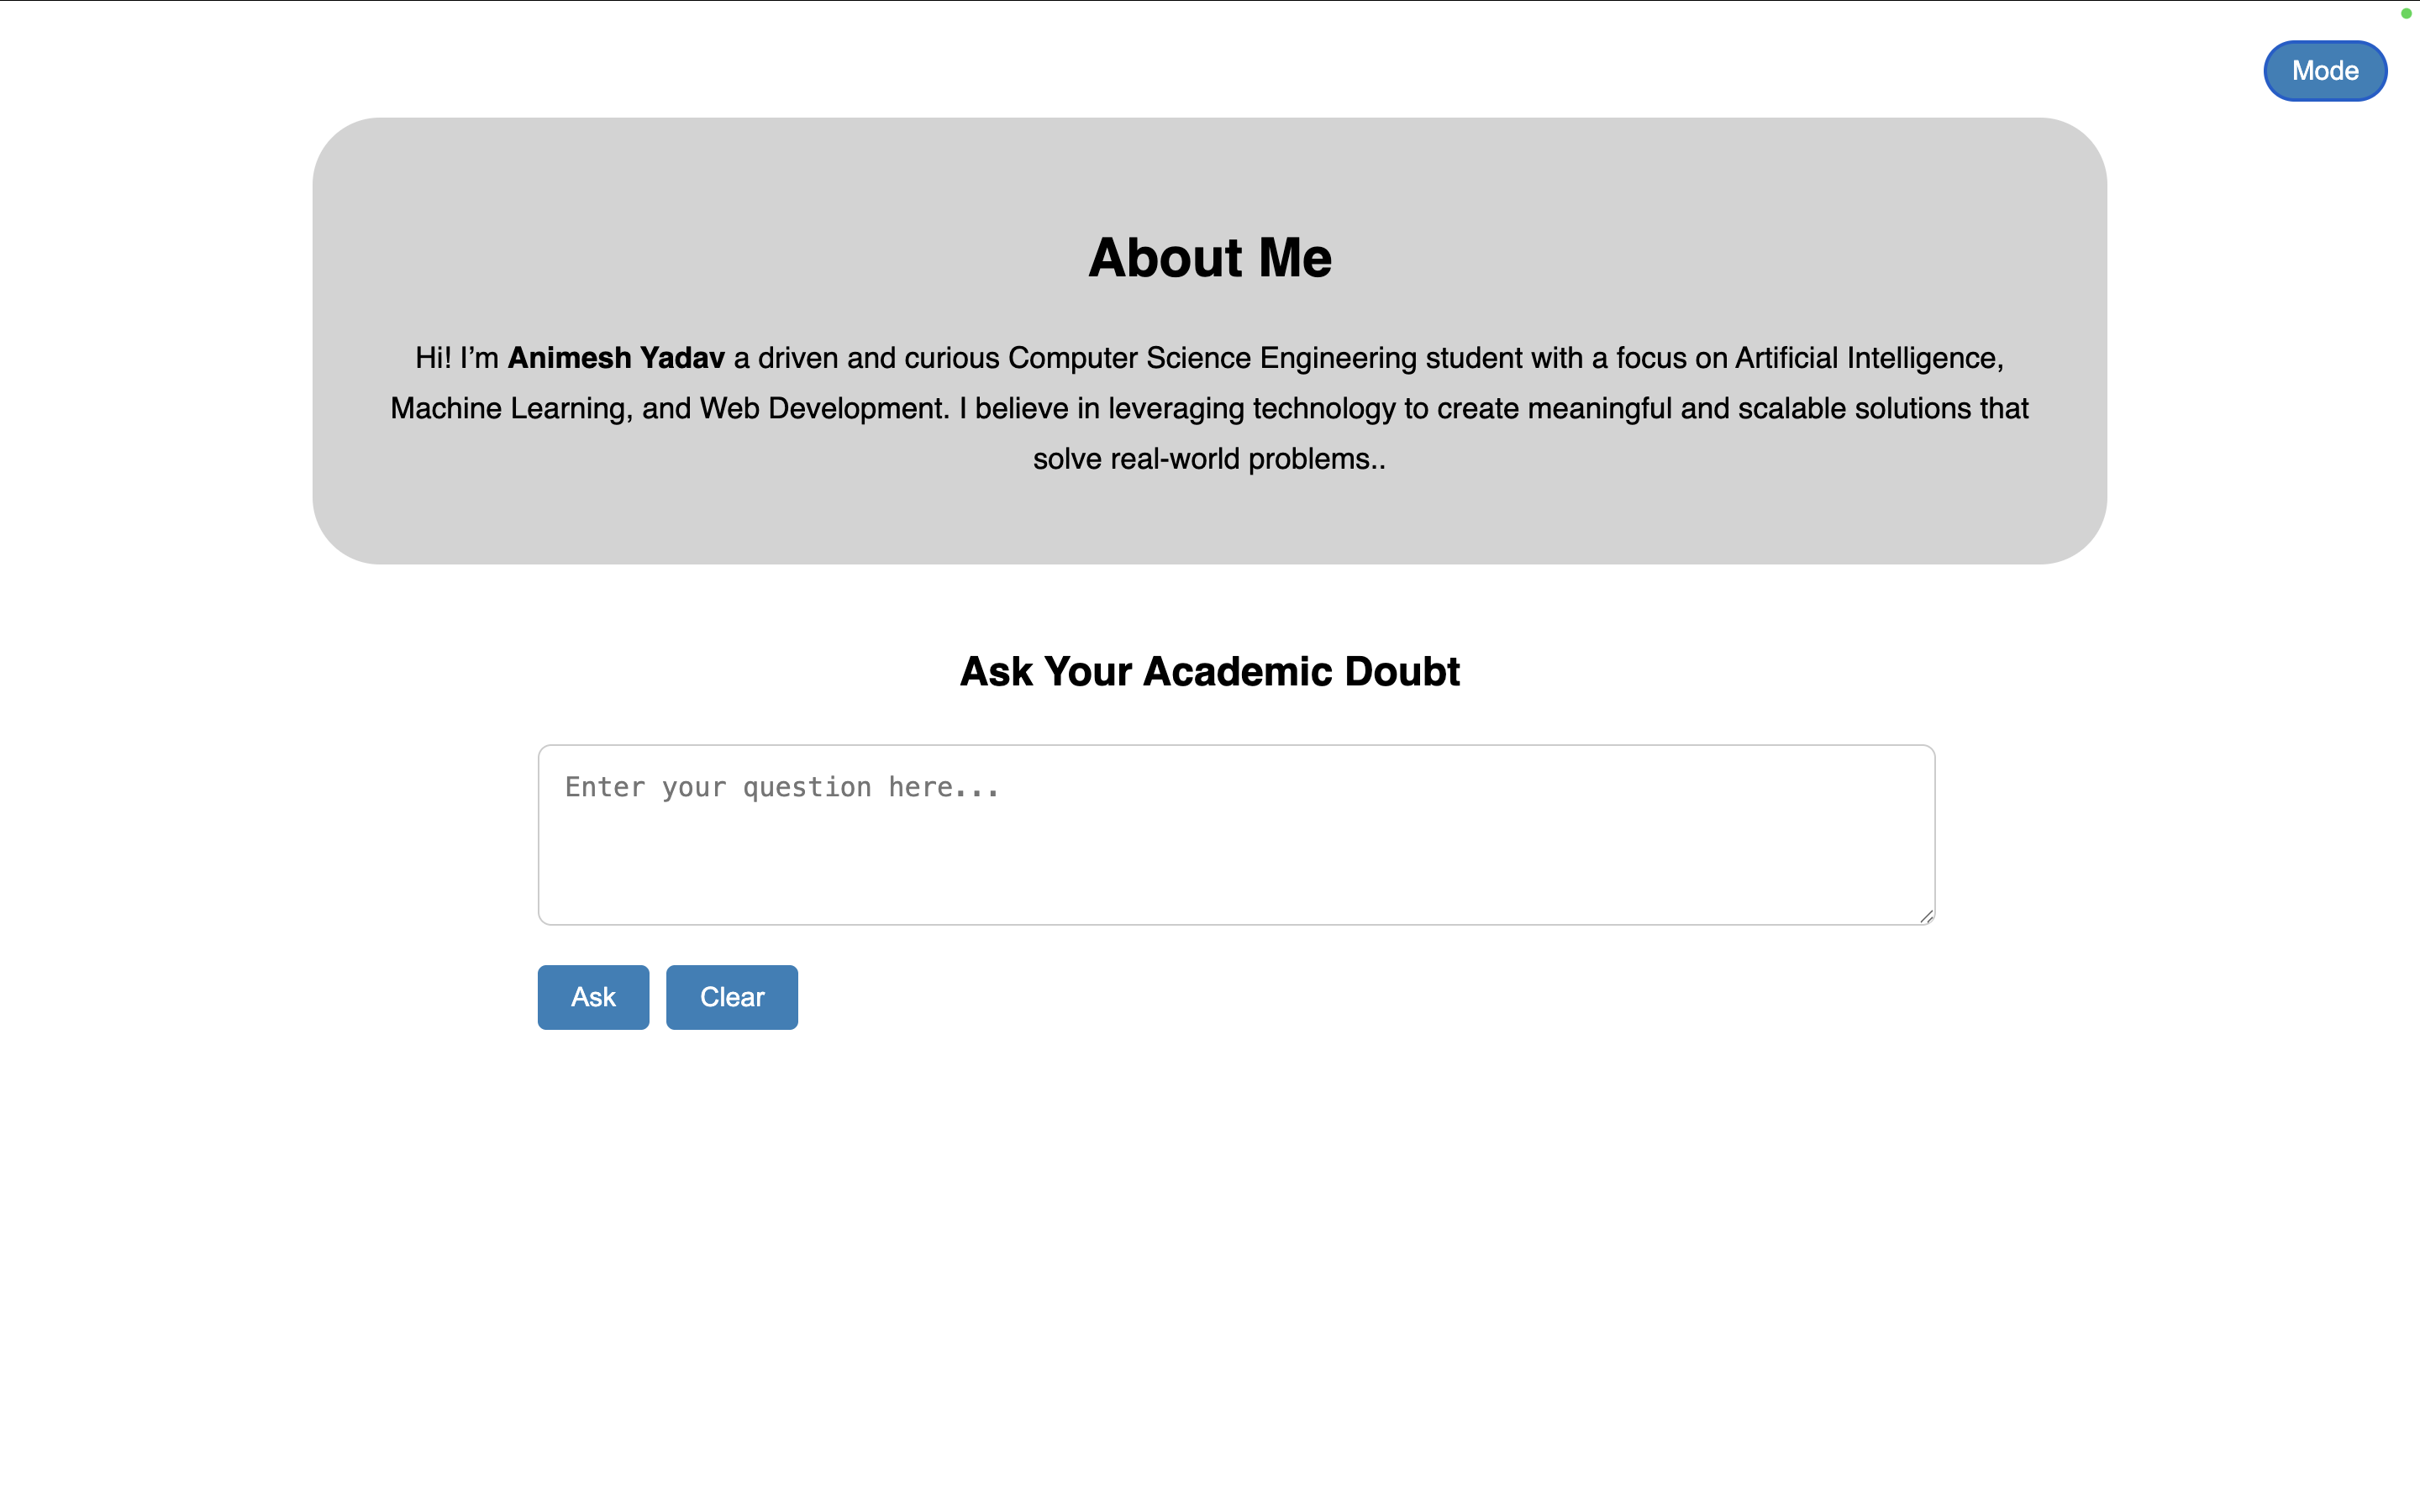 Mode
About Me
Hi! I’m Animesh Yadav a driven and curious Computer Science Engineering student with a focus on Artificial Intelligence,
Machine Learning, and Web Development. I believe in leveraging technology to create meaningful and scalable solutions that
solve real-world problems..
Ask Your Academic Doubt
Enter your question here...
Ask Clear